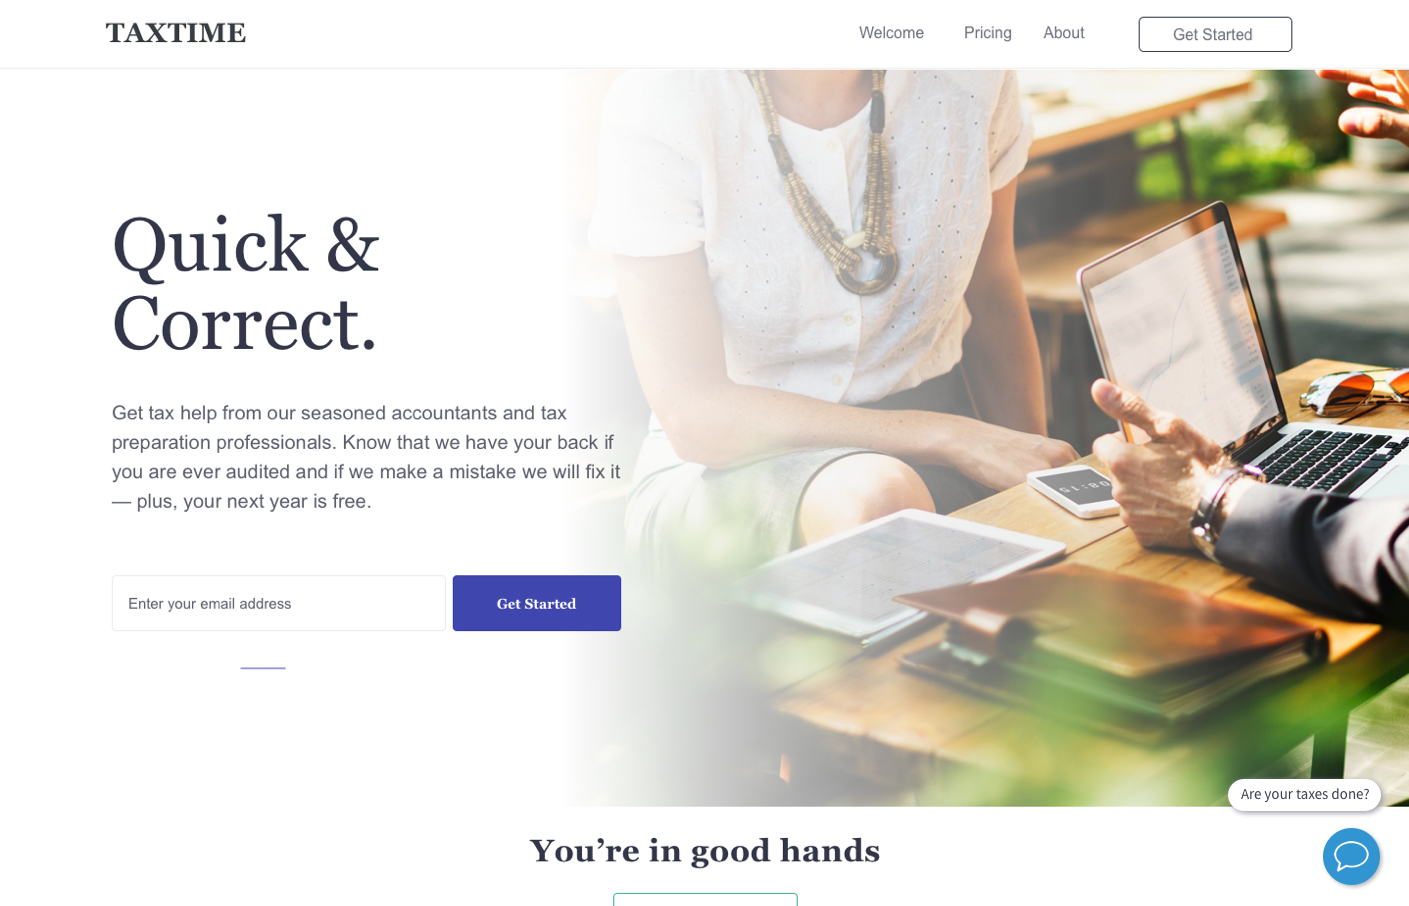 TAXTIME
Welcome
Pricing
About
Get Started
Quick &
Correct.
Get tax help from our seasoned accountants and tax
preparation professionals. Know that we have your back if
you are ever audited and if we make a mistake we will fix it
— plus, your next year is free.
Enter your email address
Get Started
08:15
Are your taxes done?
You’re in good hands